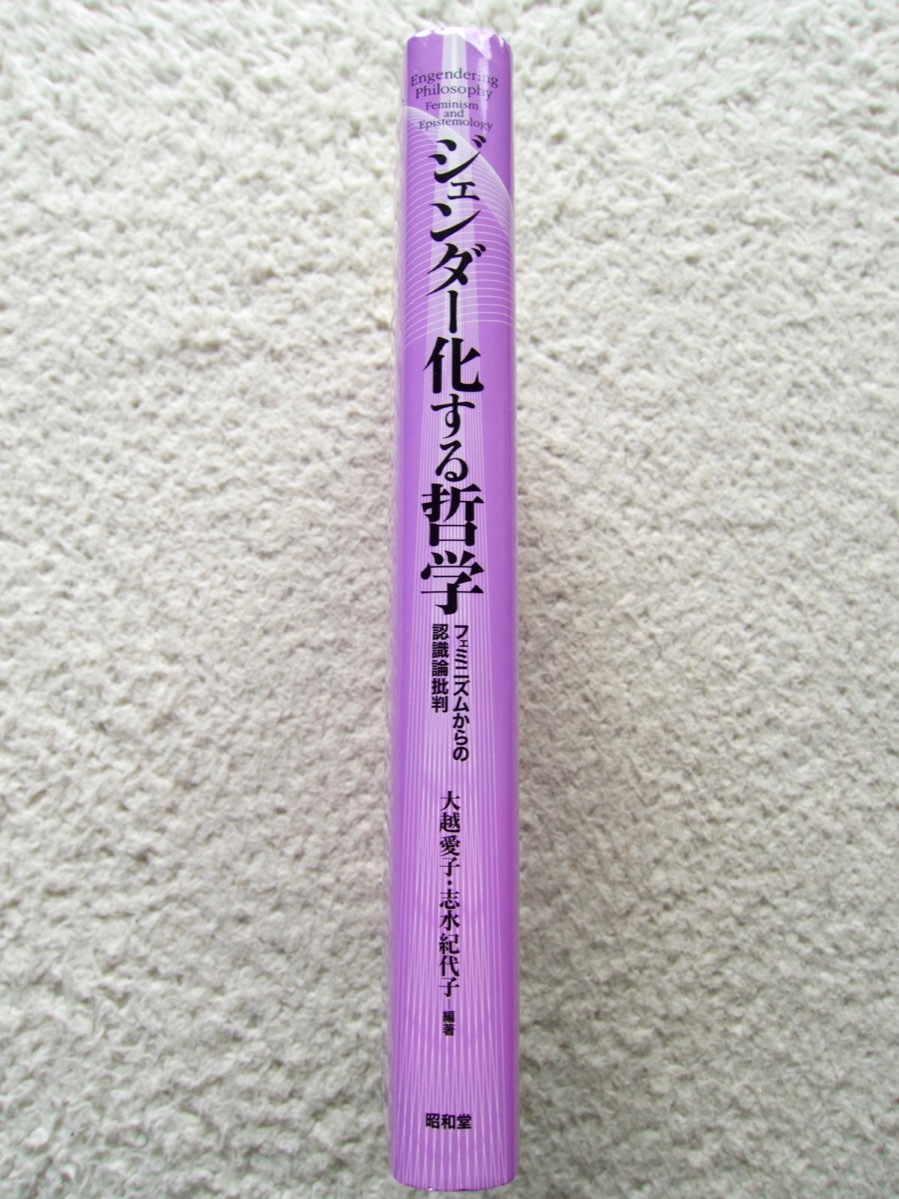 Engendering
Philosophy
Feminism
and
Epistemology
ジェンダー化する哲学
フェミニズムからの
認識論批判
大越愛子・志水紀代子―編著
昭和堂